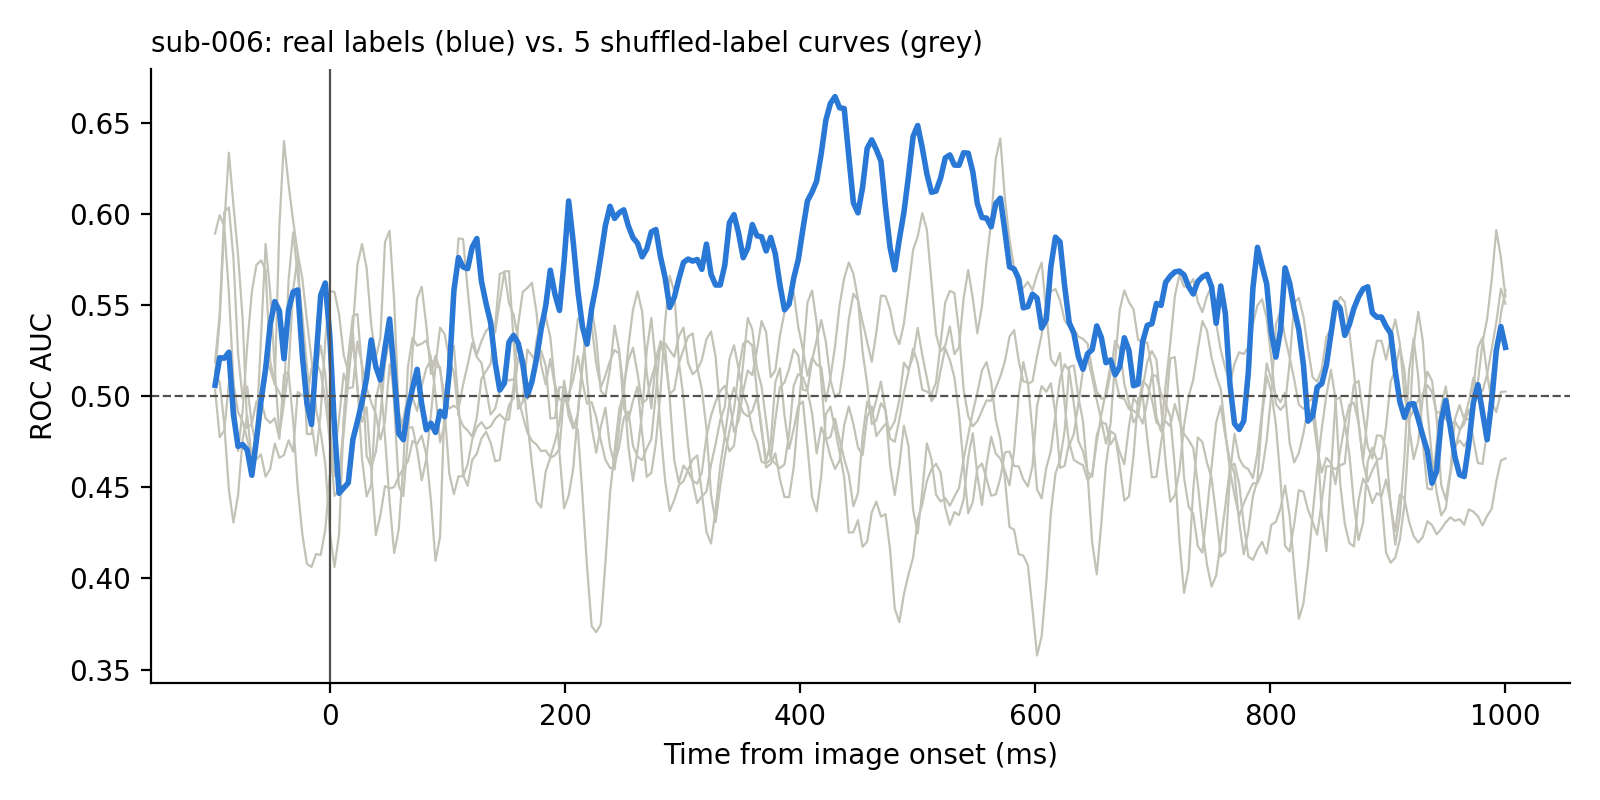 sub-006: real labels (blue) vs. 5 shuffled-label curves (grey)
ROC AUC
0.65
0.60
0.55
0.50
0.45
0.40
0.35
0 200 400 600 800 1000
Time from image onset (ms)